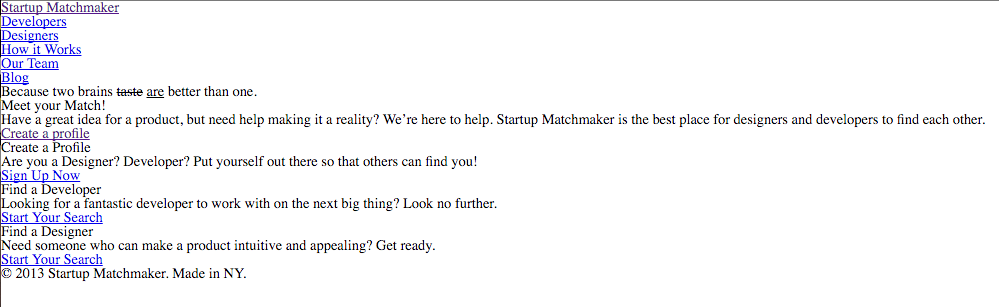 Startup Matchmaker
Developers
Designers
How it Works
Our Team
Blog
Because two brains taste are better than one.
Meet your Match!
Have a great idea for a product, but need help making it a reality? We’re here to help. Startup Matchmaker is the best place for designers and developers to find each other.
Create a profile
Create a Profile
Are you a Designer? Developer? Put yourself out there so that others can find you!
Sign Up Now
Find a Developer
Looking for a fantastic developer to work with on the next big thing? Look no further.
Start Your Search
Find a Designer
Need someone who can make a product intuitive and appealing? Get ready.
Start Your Search
© 2013 Startup Matchmaker. Made in NY.